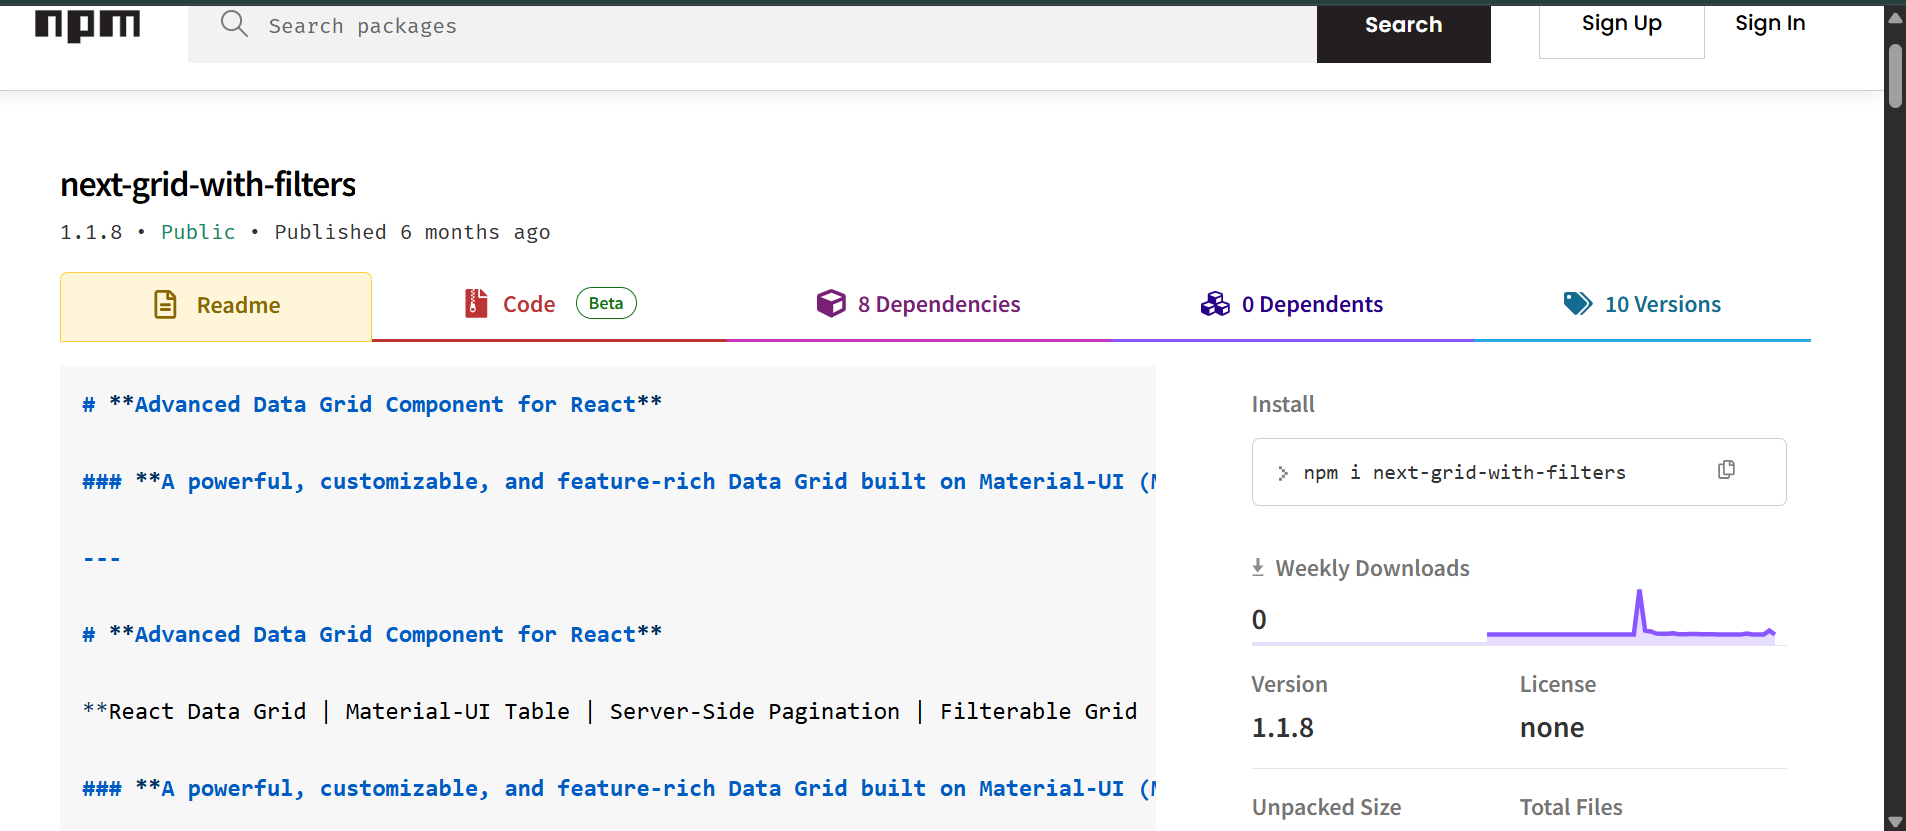 npm
Search packages
Search
Sign Up
Sign In
next-grid-with-filters
1.1.8 • Public • Published 6 months ago
Readme
Code Beta
8 Dependencies
0 Dependents
10 Versions
# **Advanced Data Grid Component for React**
### **A powerful, customizable, and feature-rich Data Grid built on Material-UI (
---
# **Advanced Data Grid Component for React**
**React Data Grid | Material-UI Table | Server-Side Pagination | Filterable Grid
### **A powerful, customizable, and feature-rich Data Grid built on Material-UI (
Install
> npm i next-grid-with-filters
Weekly Downloads
0
Version
1.1.8
License
none
Unpacked Size
Total Files